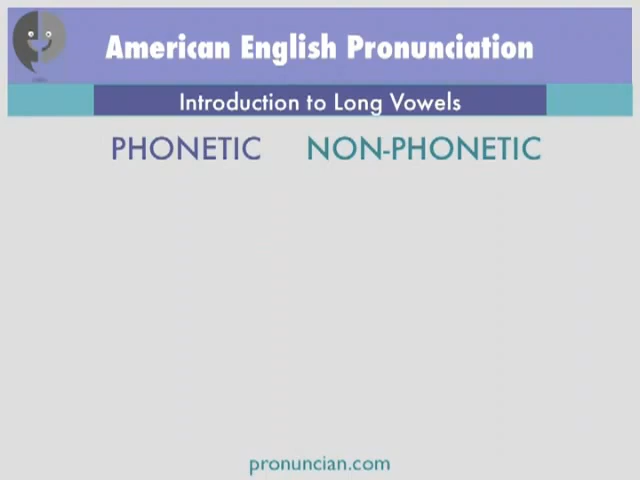 American English Pronunciation
Introduction to Long Vowels
PHONETIC NON-PHONETIC
pronuncian.com